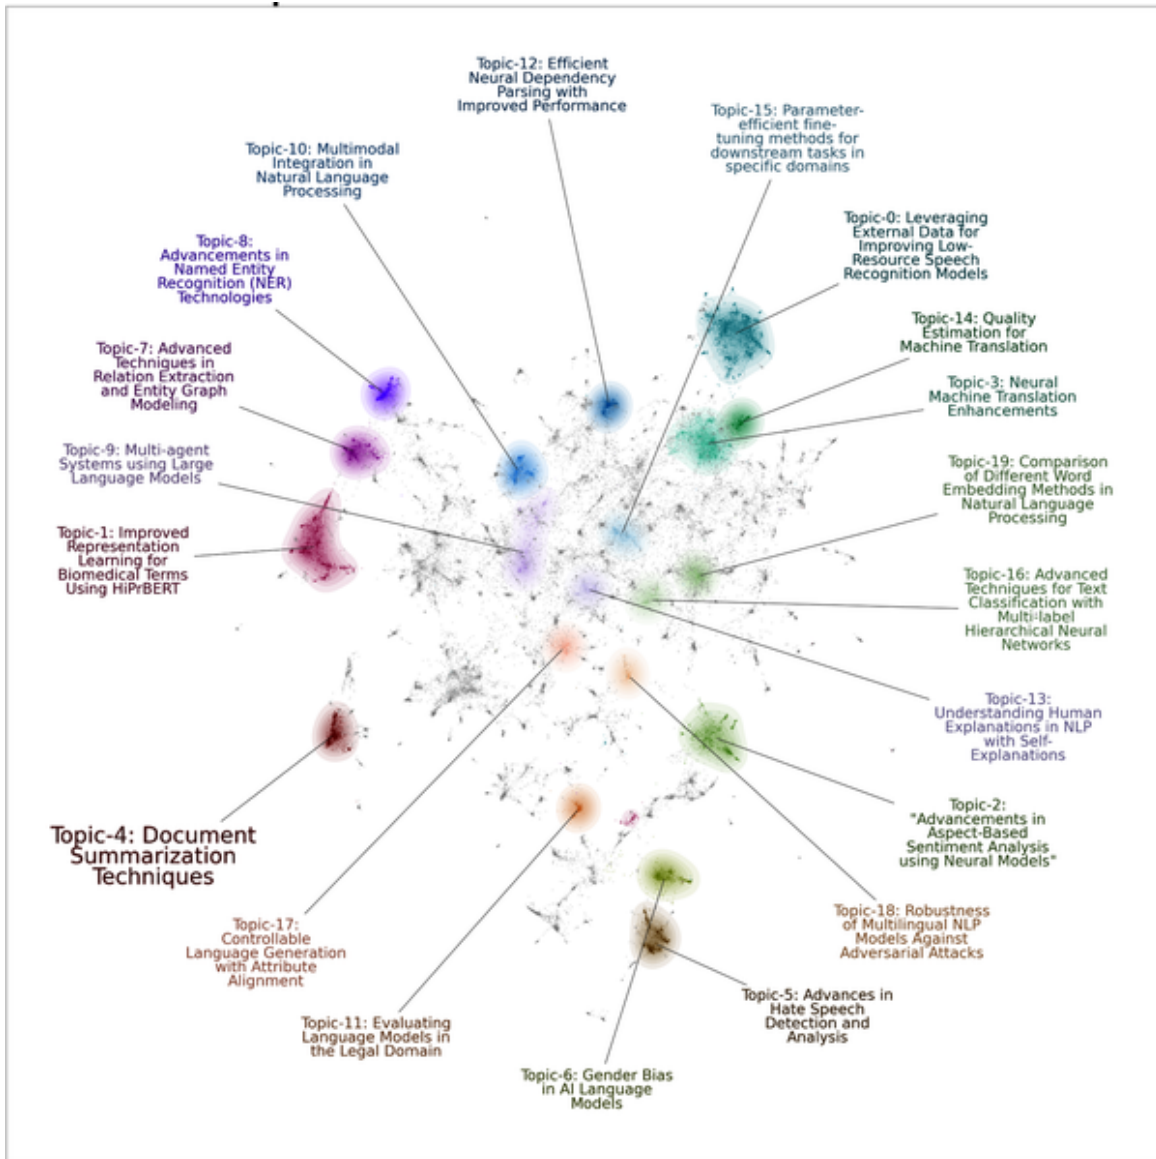 Topic-12: Efficient
Neural Dependency
Parsing with
Improved Performance
Topic-15: Parameter-
efficient fine-
tuning methods for
downstream tasks in
specific domains
Topic-10: Multimodal
Integration in
Natural Language
Processing
Topic-0: Leveraging
External Data for
Improving Low-
Resource Speech
Recognition Models
Topic-8:
Advancements in
Named Entity
Recognition (NER)
Technologies
Topic-14: Quality
Estimation for
Machine Translation
Topic-7: Advanced
Techniques in
Relation Extraction
and Entity Graph
Modeling
Topic-3: Neural
Machine Translation
Enhancements
Topic-9: Multi-agent
Systems using Large
Language Models
Topic-19: Comparison
of Different Word
Embedding Methods in
Natural Language
Processing
Topic-1: Improved
Representation
Learning for
Biomedical Terms
Using HiPrBERT
Topic-16: Advanced
Techniques for Text
Classification with
Multi-label
Hierarchical Neural
Networks
Topic-13:
Understanding Human
Explanations in NLP
with Self-
Explanations
Topic-2:
"Advancements in
Aspect-Based
Sentiment Analysis
using Neural Models"
Topic-4: Document
Summarization
Techniques
Topic-18: Robustness
of Multilingual NLP
Models Against
Adversarial Attacks
Topic-17:
Controllable
Language Generation
with Attribute
Alignment
Topic-5: Advances in
Hate Speech
Detection and
Analysis
Topic-11: Evaluating
Language Models in
the Legal Domain
Topic-6: Gender Bias
in AI Language
Models